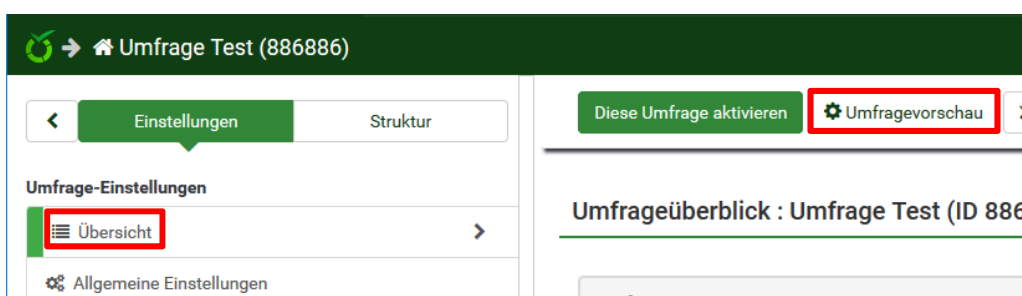 Umfrage Test (886886)
Einstellungen
Struktur
Diese Umfrage aktivieren
Umfragevorschau
Umfrage-Einstellungen
Übersicht
Umfrageüberblick : Umfrage Test (ID 886
Allgemeine Einstellungen